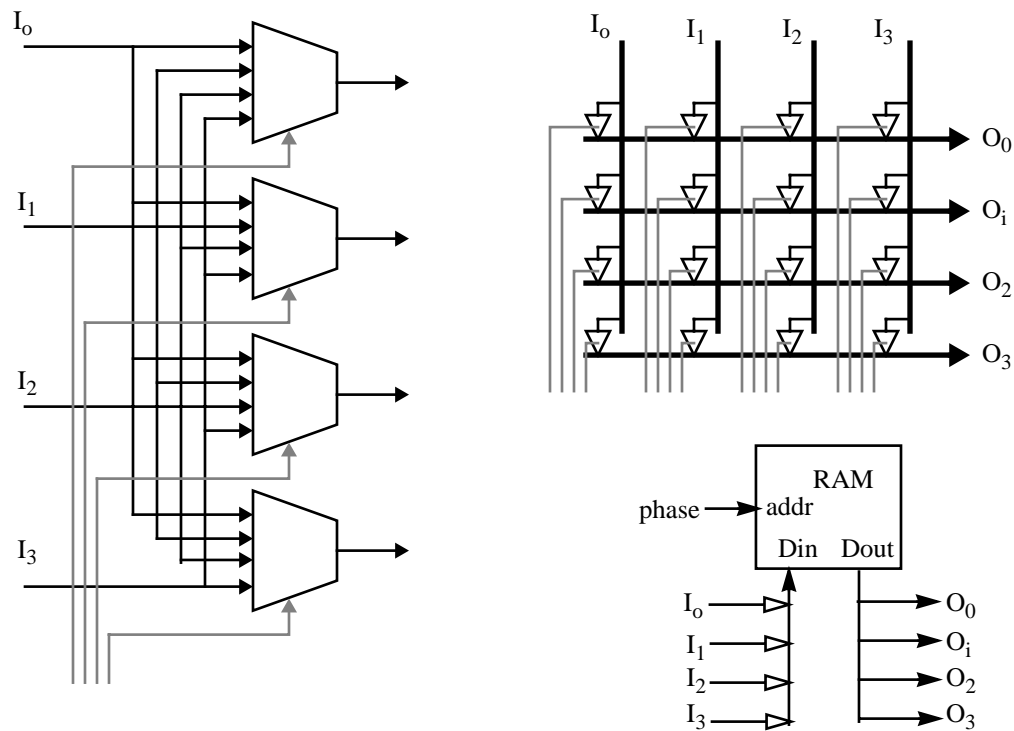 I₀
I₁
I₂
I₃
Iₒ I₁ I₂ I₃
O₀
Oᵢ
O₂
O₃
RAM
phase
addr
Din Dout
Iₒ O₀
I₁ Oᵢ
I₂ O₂
I₃ O₃